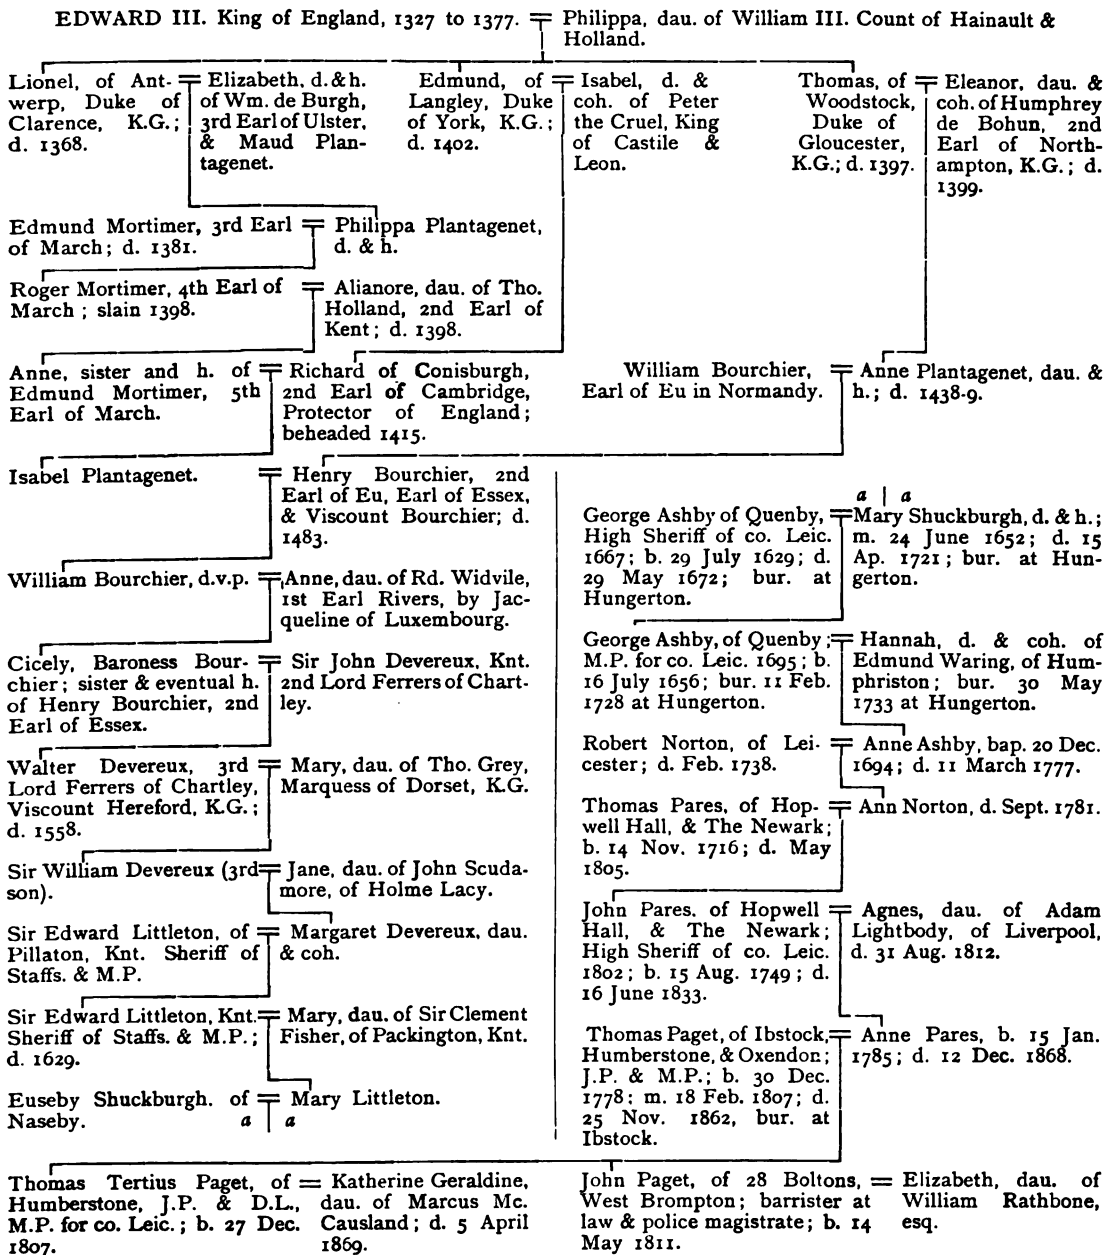 EDWARD III. King of England, 1327 to 1377. = Philippa, dau. of William III. Count of Hainault &
Holland.
Lionel, of Ant-
werp, Duke of
Clarence, K.G.;
d. 1368.
= Elizabeth, d. & h.
of Wm. de Burgh,
3rd Earl of Ulster,
& Maud Plan-
tagenet.
Edmund, of
Langley, Duke
of York, K.G.;
d. 1402.
= Isabel, d. &
coh. of Peter
the Cruel, King
of Castile &
Leon.
Thomas, of
Woodstock,
Duke of
Gloucester,
K.G.; d. 1397.
= Eleanor, dau. &
coh. of Humphrey
de Bohun, 2nd
Earl of North-
ampton, K.G.; d.
1399.
Edmund Mortimer, 3rd Earl
of March; d. 1381.
= Philippa Plantagenet,
d. & h.
Roger Mortimer, 4th Earl of
March; slain 1398.
= Alianore, dau. of Tho.
Holland, 2nd Earl of
Kent; d. 1398.
Anne, sister and h. of
Edmund Mortimer, 5th
Earl of March.
= Richard of Conisburgh,
2nd Earl of Cambridge,
Protector of England;
beheaded 1415.
William Bourchier,
Earl of Eu in Normandy.
= Anne Plantagenet, dau. &
h.; d. 1438-9.
Isabel Plantagenet.
= Henry Bourchier, 2nd
Earl of Eu, Earl of Essex,
& Viscount Bourchier; d.
1483.
William Bourchier, d.v.p.
= Anne, dau. of Rd. Widvile,
1st Earl Rivers, by Jac-
queline of Luxembourg.
Cicely, Baroness Bour-
chier; sister & eventual h.
of Henry Bourchier, 2nd
Earl of Essex.
= Sir John Devereux, Knt.
2nd Lord Ferrers of Chart-
ley.
Walter Devereux, 3rd
Lord Ferrers of Chartley,
Viscount Hereford, K.G.;
d. 1558.
= Mary, dau. of Tho. Grey,
Marquess of Dorset, K.G.
Sir William Devereux (3rd
son).
= Jane, dau. of John Scuda-
more, of Holme Lacy.
Sir Edward Littleton, of
Pillaton, Knt. Sheriff of
Staffs. & M.P.
= Margaret Devereux, dau.
& coh.
Sir Edward Littleton, Knt.
Sheriff of Staffs. & M.P.;
d. 1629.
= Mary, dau. of Sir Clement
Fisher, of Packington, Knt.
Euseby Shuckburgh. of
Naseby.
= Mary Littleton.
a | a
a | a
George Ashby of Quenby,
High Sheriff of co. Leic.
1667; b. 29 July 1629; d.
29 May 1672; bur. at
Hungerton.
= Mary Shuckburgh, d. & h.;
m. 24 June 1652; d. 15
Ap. 1721; bur. at Hun-
gerton.
George Ashby, of Quenby;
M.P. for co. Leic. 1695; b.
16 July 1656; bur. 11 Feb.
1728 at Hungerton.
= Hannah, d. & coh. of
Edmund Waring, of Hum-
phriston; bur. 30 May
1733 at Hungerton.
Robert Norton, of Lei-
cester; d. Feb. 1738.
= Anne Ashby, bap. 20 Dec.
1694; d. 11 March 1777.
Thomas Pares, of Hop-
well Hall, & The Newark;
b. 14 Nov. 1716; d. May
1805.
= Ann Norton, d. Sept. 1781.
John Pares. of Hopwell
Hall, & The Newark;
High Sheriff of co. Leic.
1802; b. 15 Aug. 1749; d.
16 June 1833.
= Agnes, dau. of Adam
Lightbody, of Liverpool,
d. 31 Aug. 1812.
Thomas Paget, of Ibstock,
Humberstone, & Oxendon;
J.P. & M.P.; b. 30 Dec.
1778: m. 18 Feb. 1807; d.
25 Nov. 1862, bur. at
Ibstock.
= Anne Pares, b. 15 Jan.
1785; d. 12 Dec. 1868.
Thomas Tertius Paget, of
Humberstone, J.P. & D.L.,
M.P. for co. Leic.; b. 27 Dec.
1807.
= Katherine Geraldine,
dau. of Marcus Mc.
Causland; d. 5 April
1869.
John Paget, of 28 Boltons,
West Brompton; barrister at
law & police magistrate; b. 14
May 1811.
= Elizabeth, dau. of
William Rathbone,
esq.